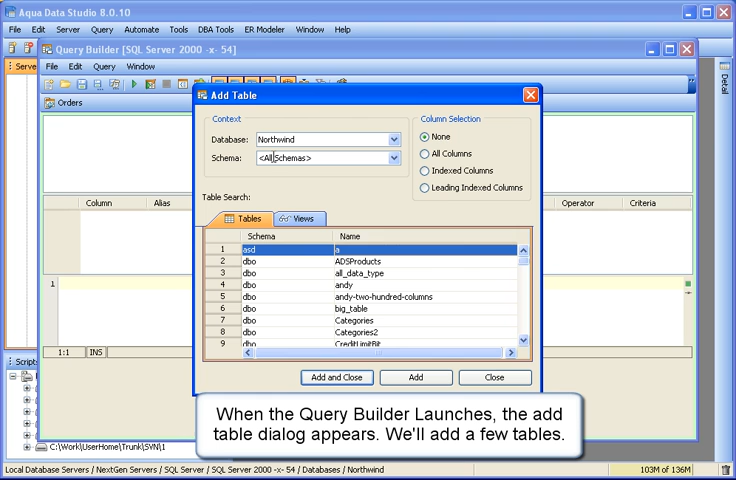 Aqua Data Studio 8.0.10
File Edit Server Query Automate Tools DBA Tools ER Modeler Window Help
Query Builder [SQL Server 2000 -x- 54]
File Edit Query Window
Orders
Column Alias Operator Criteria
1
1:1 INS
Detail
Add Table
Context
Database: Northwind
Schema: <All Schemas>
Column Selection
None
All Columns
Indexed Columns
Leading Indexed Columns
Table Search:
Tables Views
Schema Name
1 asd a
2 dbo ADSProducts
3 dbo all_data_type
4 dbo andy
5 dbo andy-two-hundred-columns
6 dbo big_table
7 dbo Categories
8 dbo Categories2
9 dbo CreditLimitBit
Add and Close Add Close
When the Query Builder Launches, the add
table dialog appears. We'll add a few tables.
Scripts
C:\Work\UserHome\Trunk\SVN\1
Local Database Servers / NextGen Servers / SQL Server / SQL Server 2000 -x- 54 / Databases / Northwind
103M of 136M